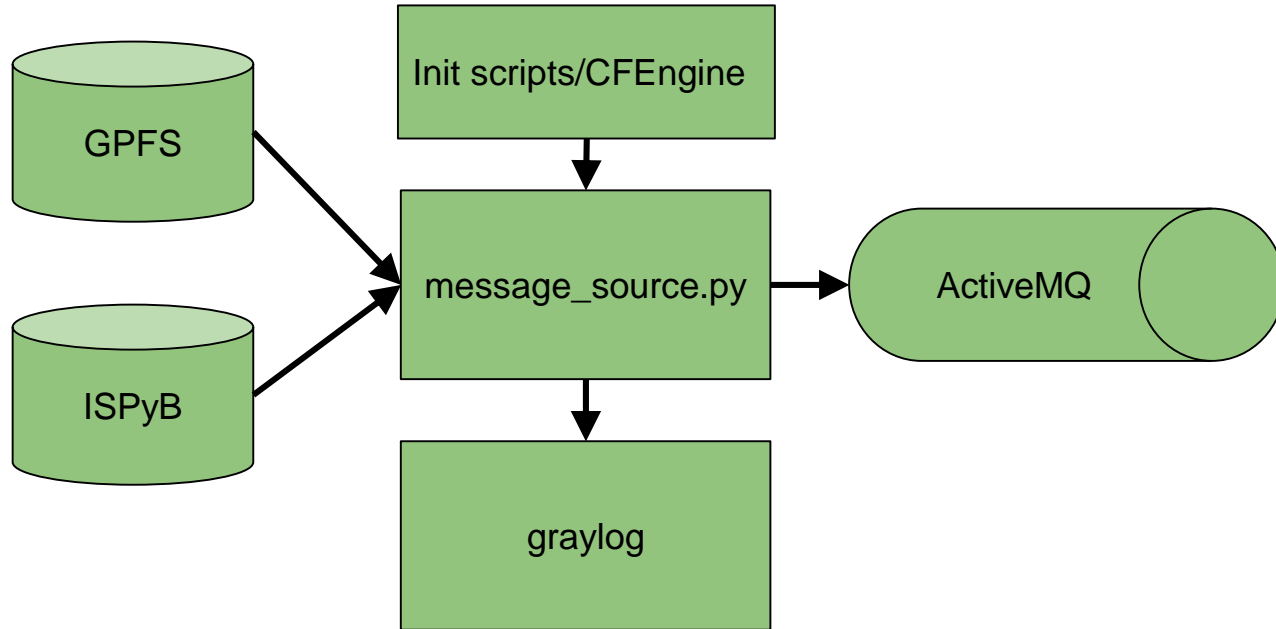 Init scripts/CFEngine
GPFS
message_source.py
ActiveMQ
ISPyB
graylog